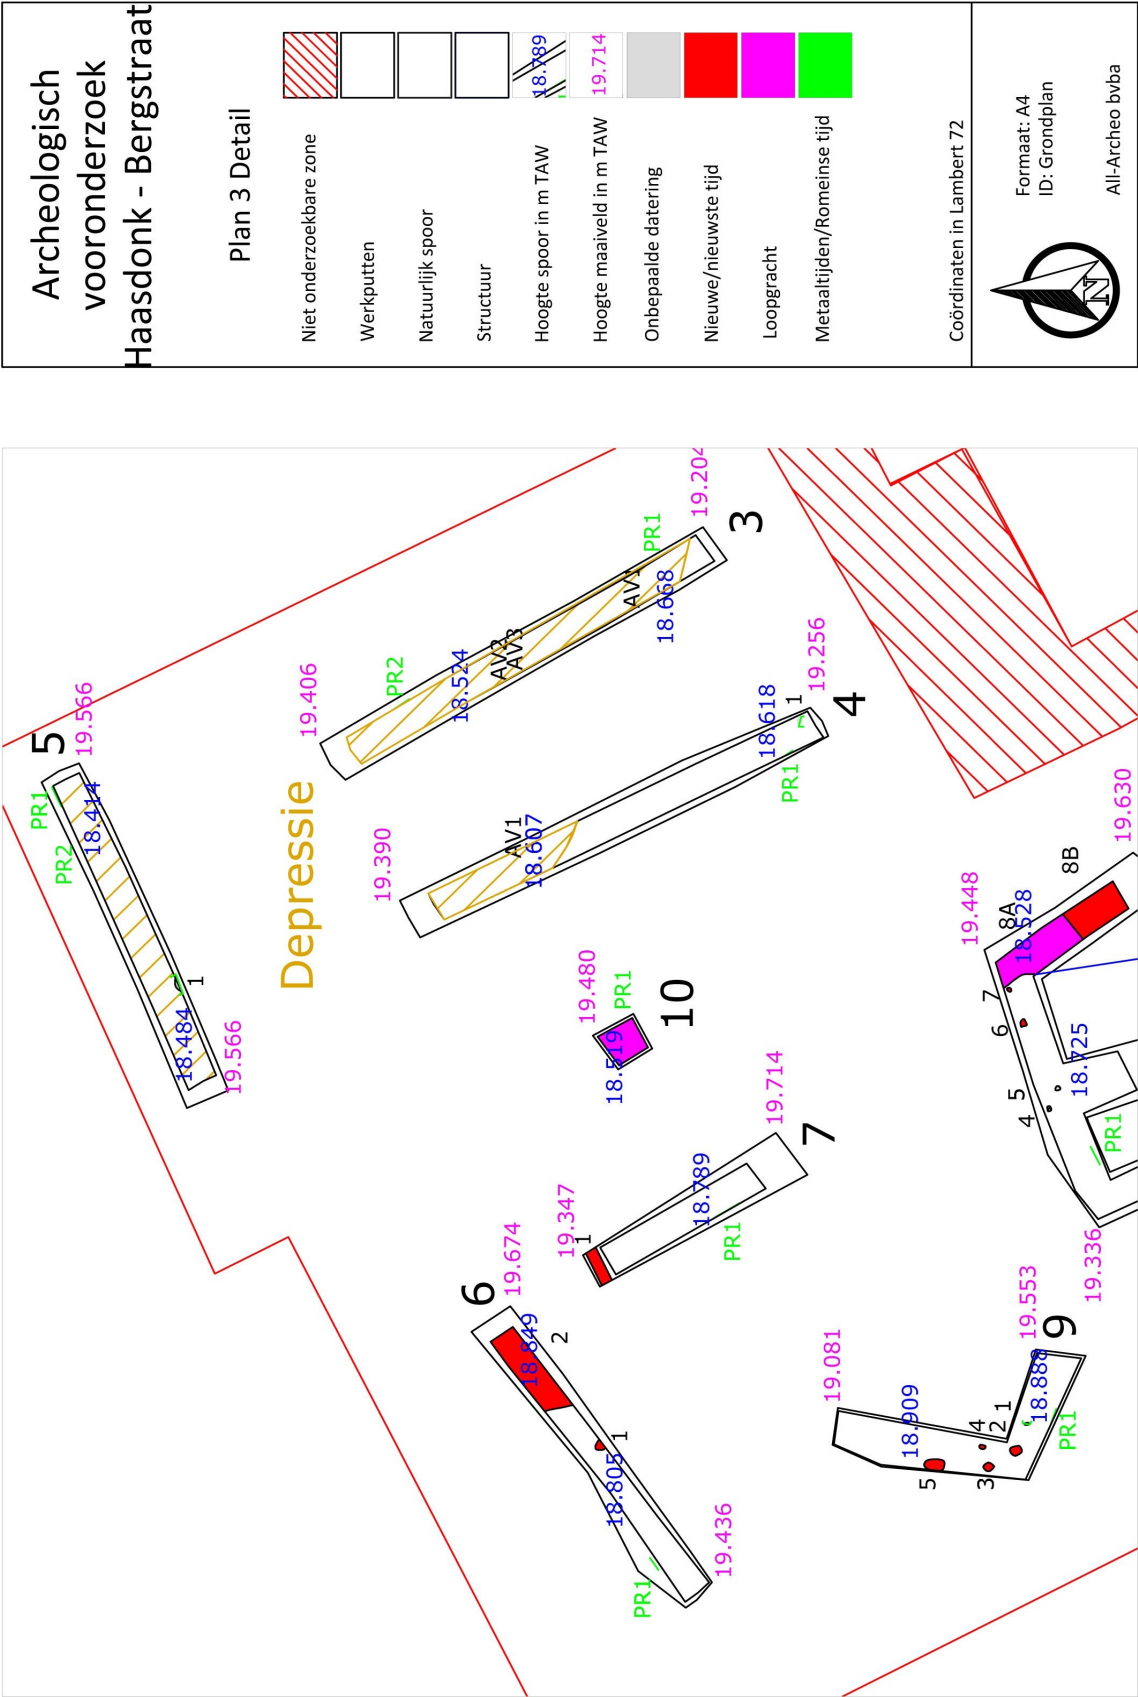 Archeologisch
vooronderzoek
Haasdonk - Bergstraat
Plan 3 Detail
Niet onderzoekbare zone
Werkputten
Natuurlijk spoor
Structuur
Hoogte spoor in m TAW
18.789
Hoogte maaiveld in m TAW
19.714
Onbepaalde datering
Nieuwe/nieuwste tijd
Loopgracht
Metaaltijden/Romeinse tijd
Coördinaten in Lambert 72
Formaat: A4
ID: Grondplan
All-Archeo bvba
N
5
19.566
PR1
PR2
18.414
1
18.484
19.566
Depressie
19.406
PR2
18.524
AV2
AV3
AV1
18.668
PR1
19.204
3
19.390
AV1
18.607
18.618
PR1
1
19.256
4
19.480
PR1
18.519
10
19.347
1
18.789
PR1
19.714
7
6
19.674
18.849
2
1
18.805
PR1
19.436
19.081
18.909
5
4
3
2
1
18.888
PR1
19.553
9
19.448
8A
18.528
8B
19.630
7
6
5
4
18.725
PR1
19.336